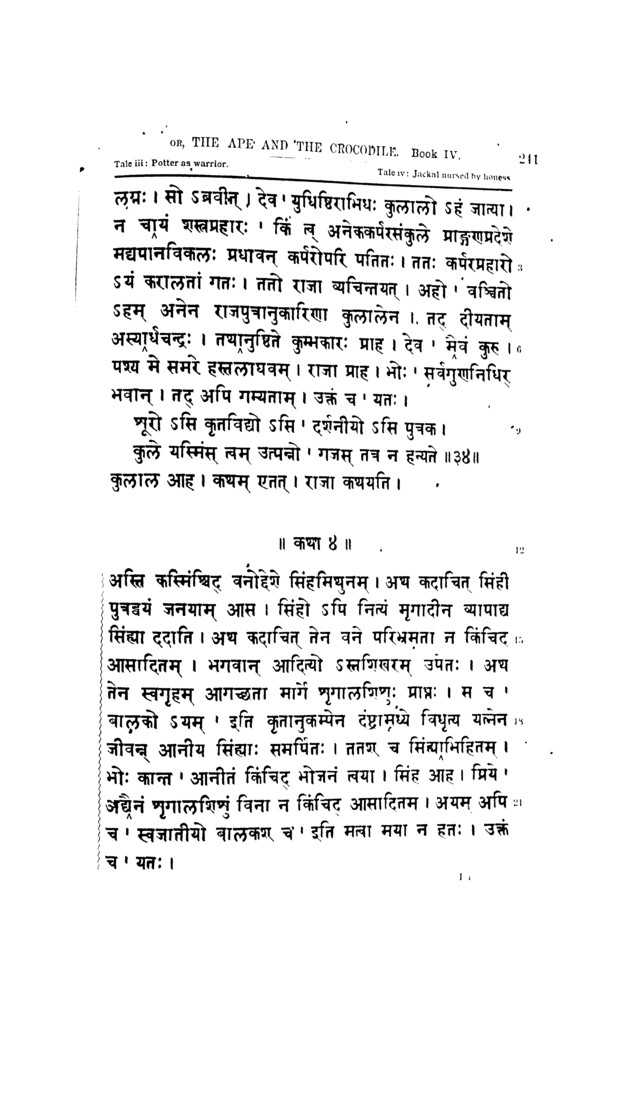 OR, THE APE AND THE CROCODILE. Book IV. 241
Tale iii: Potter as warrior. Tale iv: Jackal nursed by lioness
लग्नः । सो ऽब्रवीत् । देव ' युधिष्ठिराभिधः कुलालो ऽहं जात्या ।
न चायं शस्त्रप्रहारः ' किं त्व् अनेककर्परसंकुले प्राङ्गणप्रदेशे
मद्यपानविकलः प्रधावन् कर्परोपरि पतितः । ततः कर्परप्रहारो 3
ऽयं करालतां गतः । ततो राजा व्यचिन्तयत् । अहो ' वञ्चितो
ऽहम् अनेन राजपुत्रानुकारिणा कुलालेन । तद् दीयताम्
अस्यार्धचन्द्रः । तथानुष्ठिते कुम्भकारः प्राह । देव ' मैवं कुरु । 6
पश्य मे समरे हस्तलाघवम् । राजा प्राह । भोः ' सर्वगुणनिधिर्
भवान् । तद् अपि गम्यताम् । उक्तं च ' यतः ।
शूरो ऽसि कृतविद्यो ऽसि ' दर्शनीयो ऽसि पुत्रक । 9
कुले यस्मिंस् त्वम् उत्पन्नो ' गजस् तत्र न हन्यते ॥३४॥
कुलाल आह । कथम् एतत् । राजा कथयति ।
॥ कथा ४ ॥ 12
अस्ति कस्मिंश्चिद् वनोद्देशे सिंहमिथुनम् । अथ कदाचित् सिंही
पुत्रद्वयं जनयाम् आस । सिंहो ऽपि नित्यं मृगादीन् व्यापाद्य
सिंह्या ददाति । अथ कदाचित् तेन वने परिभ्रमता न किंचिद् 15
आसादितम् । भगवान् आदित्यो ऽस्तशिखरम् उपेतः । अथ
तेन स्वगृहम् आगच्छता मार्गे शृगालशिशुः प्राप्तः । स च '
बालको ऽयम् ' इति कृतानुकम्पेन दंष्ट्रामध्ये विधृत्य यत्नेन 18
जीवन्न् आनीय सिंह्याः समर्पितः । ततश् च सिंह्याभिहितम् ।
भोः कान्त ' आनीतं किंचिद् भोजनं त्वया । सिंह आह । प्रिये '
अद्यैनं शृगालशिशुं विना न किंचिद् आसादितम् । अयम् अपि 21
च ' स्वजातीयो बालकश् च ' इति मत्वा मया न हतः । उक्तं
च ' यतः ।